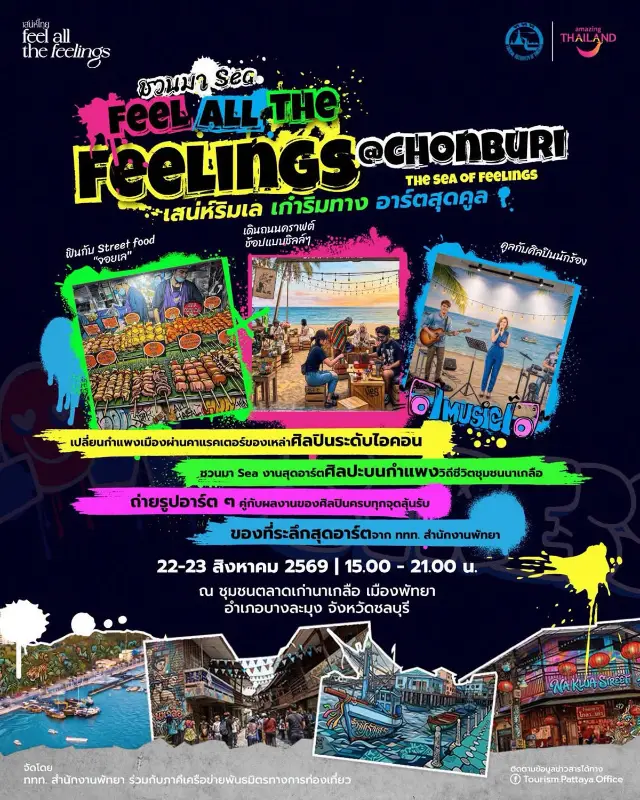 เสน่ห์ไทย
feel all
the feelings
amazing
THAILAND
ชวนมา Sea
FEEL ALL THE
FEELINGS @CHONBURI
THE SEA OF FEELINGS
เสน่ห์ริมเล เก๋าริมทาง อาร์ตสุดคูล
ฟินกับ Street food
"จอยเล"
เดินถนนคราฟต์
ช้อปแบบชิลล์ๆ
คูลกับศิลปินนักร้อง
MUSIC
เปลี่ยนกำแพงเมืองผ่านคาแรคเตอร์ของเหล่าศิลปินระดับไอคอน
ชวนมา Sea งานสุดอาร์ตศิลปะบนกำแพงวิถีชีวิตชุมชนนาเกลือ
ถ่ายรูปอาร์ต ๆ คู่กับผลงานของศิลปินครบทุกจุดลุ้นรับ
ของที่ระลึกสุดอาร์ตจาก ททท. สำนักงานพัทยา
22-23 สิงหาคม 2569 | 15.00 - 21.00 น.
ณ ชุมชนตลาดเก่านาเกลือ เมืองพัทยา
อำเภอบางละมุง จังหวัดชลบุรี
NAKLUA STREET
จัดโดย
ททท. สำนักงานพัทยา ร่วมกับภาคีเครือข่ายพันธมิตรทางการท่องเที่ยว
ติดตามข้อมูลข่าวสารได้ทาง
Tourism Pattaya Office